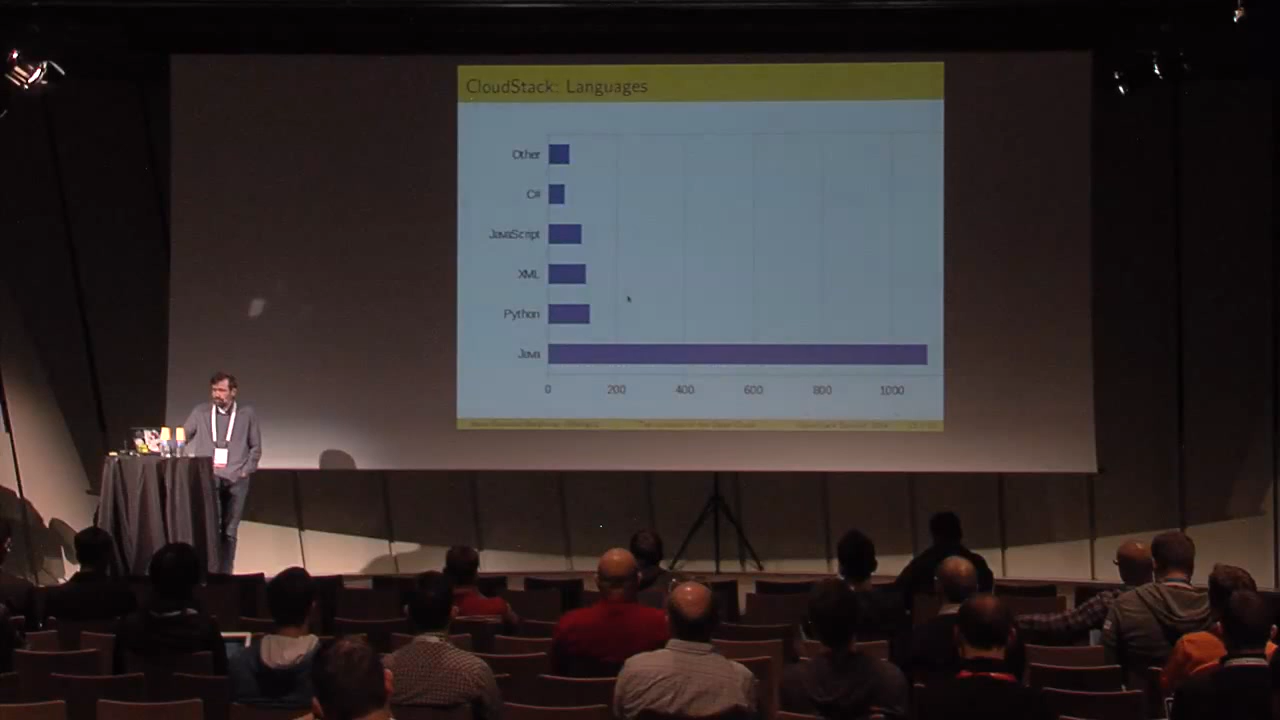 CloudStack: Languages
Other
C#
JavaScript
XML
Python
Java
0 200 400 600 800 1000